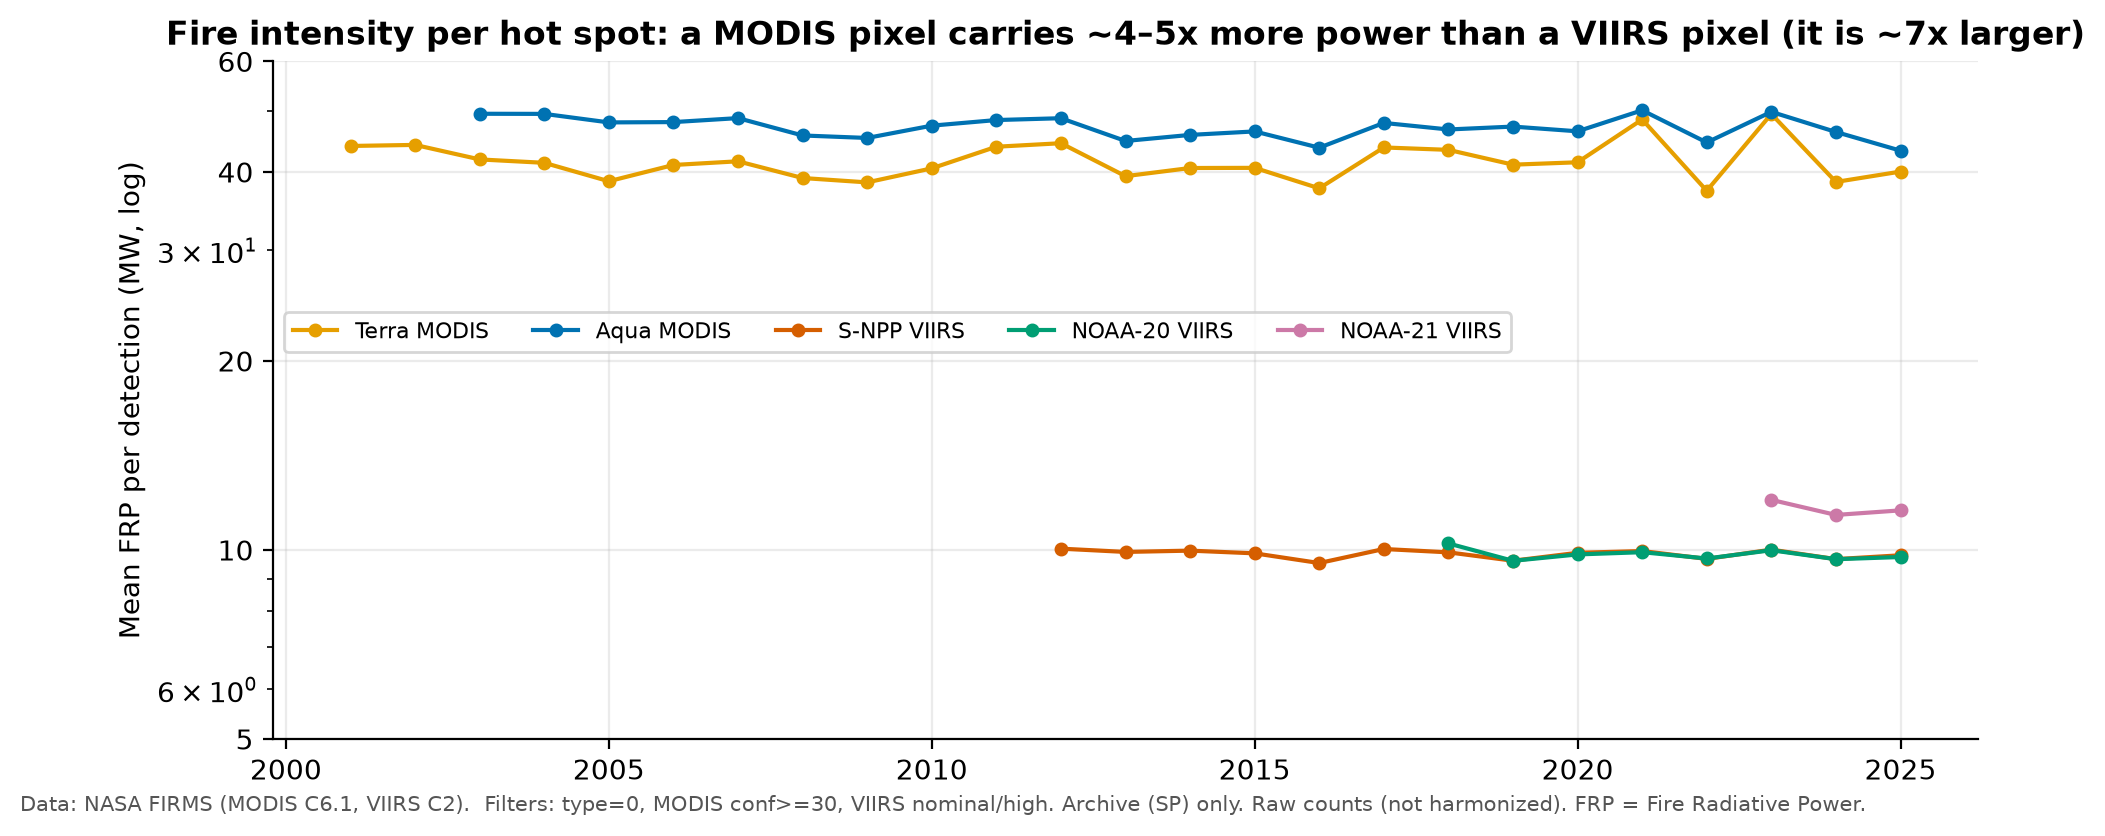 Fire intensity per hot spot: a MODIS pixel carries ~4–5x more power than a VIIRS pixel (it is ~7x larger)
Mean FRP per detection (MW, log)
60
40
3 × 10¹
20
10
6 × 10⁰
5
Terra MODIS Aqua MODIS S-NPP VIIRS NOAA-20 VIIRS NOAA-21 VIIRS
2000 2005 2010 2015 2020 2025
Data: NASA FIRMS (MODIS C6.1, VIIRS C2). Filters: type=0, MODIS conf>=30, VIIRS nominal/high. Archive (SP) only. Raw counts (not harmonized). FRP = Fire Radiative Power.